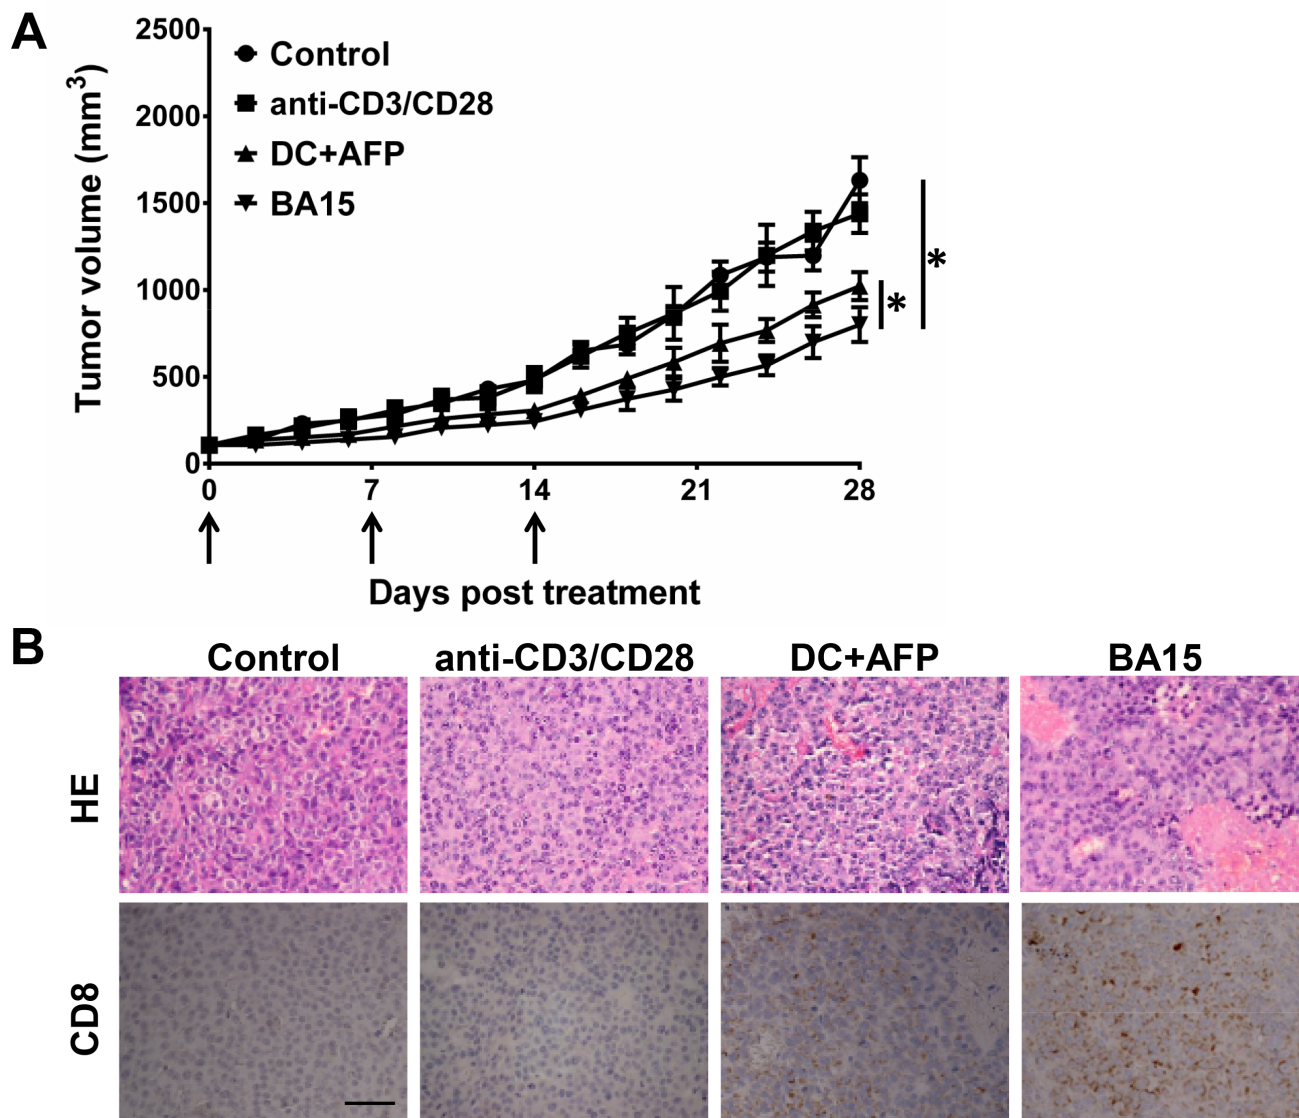 A
2500
2000
1500
1000
500
0
Tumor volume (mm³)
Control
anti-CD3/CD28
DC+AFP
BA15
*
*
0 7 14 21 28
Days post treatment
B
Control anti-CD3/CD28 DC+AFP BA15
HE
CD8